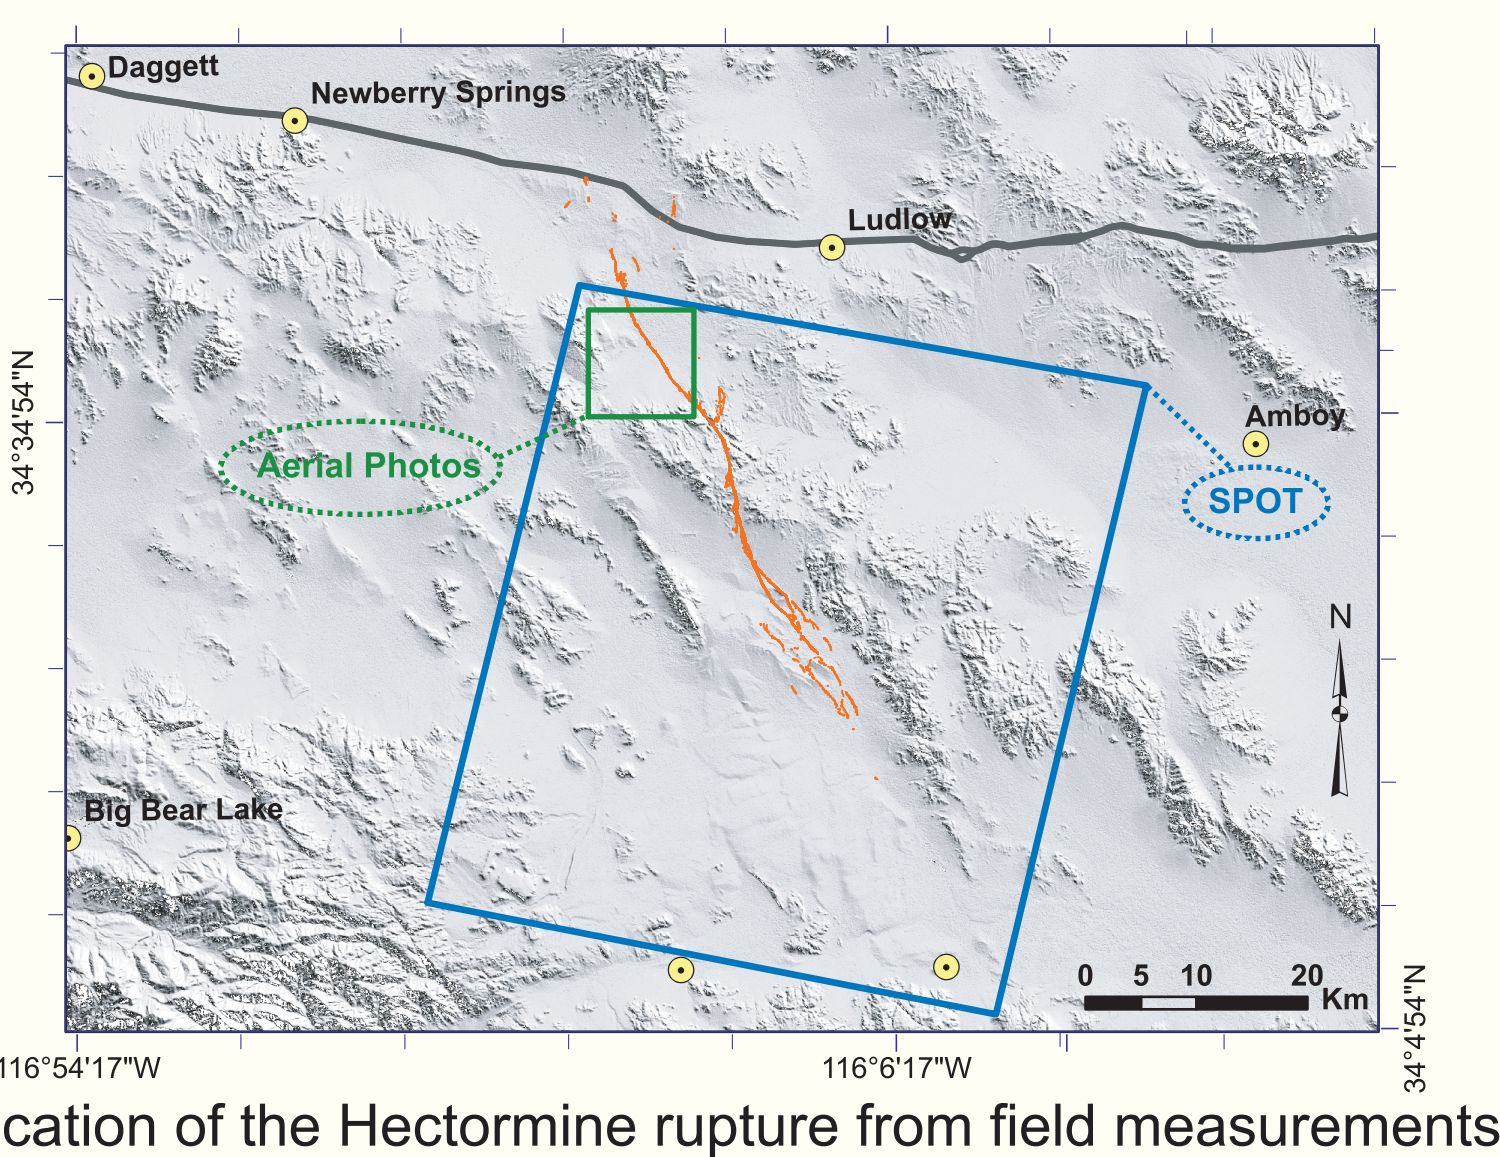 Daggett
Newberry Springs
Ludlow
Amboy
34°34'54"N
Aerial Photos
SPOT
N
Big Bear Lake
0 5 10 20
Km
34°4'54"N
116°54'17"W 116°6'17"W
cation of the Hectormine rupture from field measurements